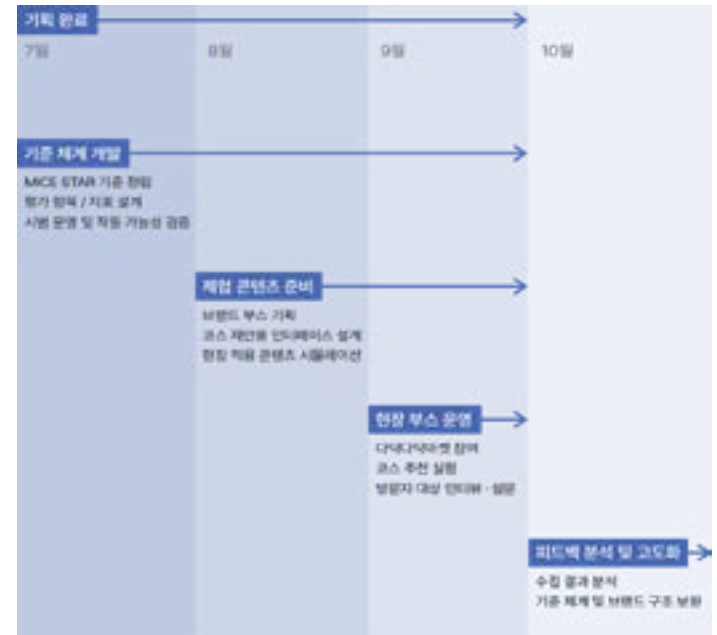 기획 완료
7월
8월
9월
10월
기준 체계 개발
MICE STAR 기준 정립
평가 항목 / 지표 설계
시범 운영 및 작동 가능성 검증
체험 콘텐츠 준비
브랜드 부스 기획
코스 제안용 인터페이스 설계
현장 적용 콘텐츠 시뮬레이션
현장 부스 운영
다닥다닥마켓 참여
코스 추천 실험
방문자 대상 인터뷰 · 설문
피드백 분석 및 고도화
수집 결과 분석
기준 체계 및 브랜드 구조 보완